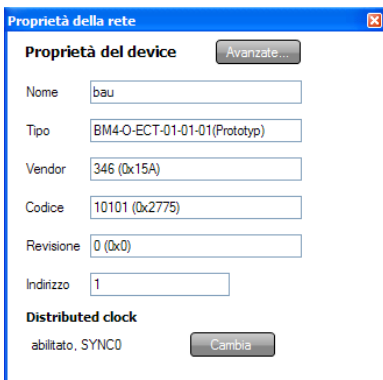 Proprietà della rete
Proprietà del device Avanzate...
Nome bau
Tipo BM4-O-ECT-01-01-01(Prototyp)
Vendor 346 (0x15A)
Codice 10101 (0x2775)
Revisione 0 (0x0)
Indirizzo 1
Distributed clock
abilitato, SYNC0 Cambia